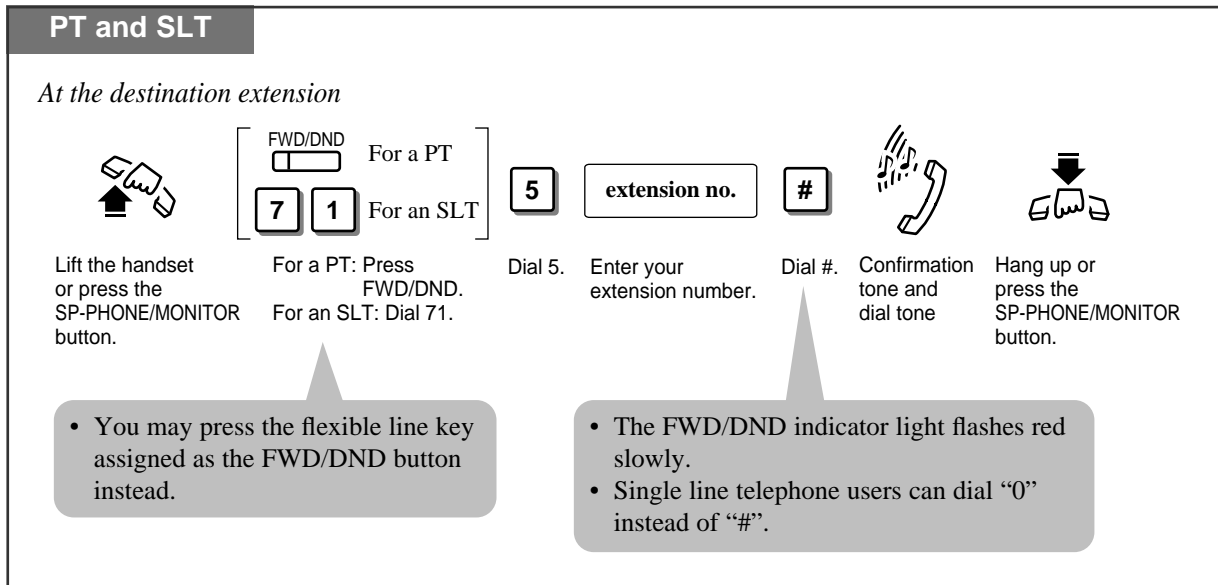 PT and SLT
At the destination extension
FWD/DND
For a PT
7 1 For an SLT
5
extension no.
#
Lift the handset
or press the
SP-PHONE/MONITOR
button.
For a PT: Press
FWD/DND.
For an SLT: Dial 71.
Dial 5.
Enter your
extension number.
Dial #.
Confirmation
tone and
dial tone
Hang up or
press the
SP-PHONE/MONITOR
button.
• You may press the flexible line key
assigned as the FWD/DND button
instead.
• The FWD/DND indicator light flashes red
slowly.
• Single line telephone users can dial “0”
instead of “#”.